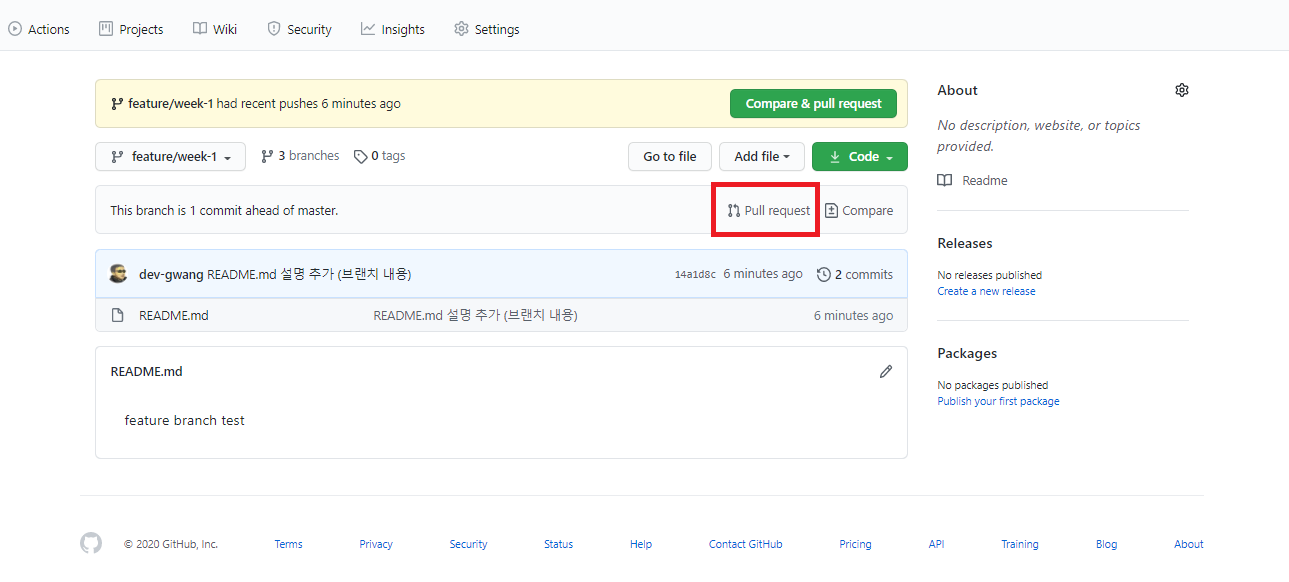 Actions Projects Wiki Security Insights Settings
feature/week-1 had recent pushes 6 minutes ago Compare & pull request
feature/week-1 3 branches 0 tags Go to file Add file Code
This branch is 1 commit ahead of master. Pull request Compare
dev-gwang README.md 설명 추가 (브랜치 내용) 14a1d8c 6 minutes ago 2 commits
README.md README.md 설명 추가 (브랜치 내용) 6 minutes ago
README.md
feature branch test
About
No description, website, or topics
provided.
Readme
Releases
No releases published
Create a new release
Packages
No packages published
Publish your first package
© 2020 GitHub, Inc. Terms Privacy Security Status Help Contact GitHub Pricing API Training Blog About